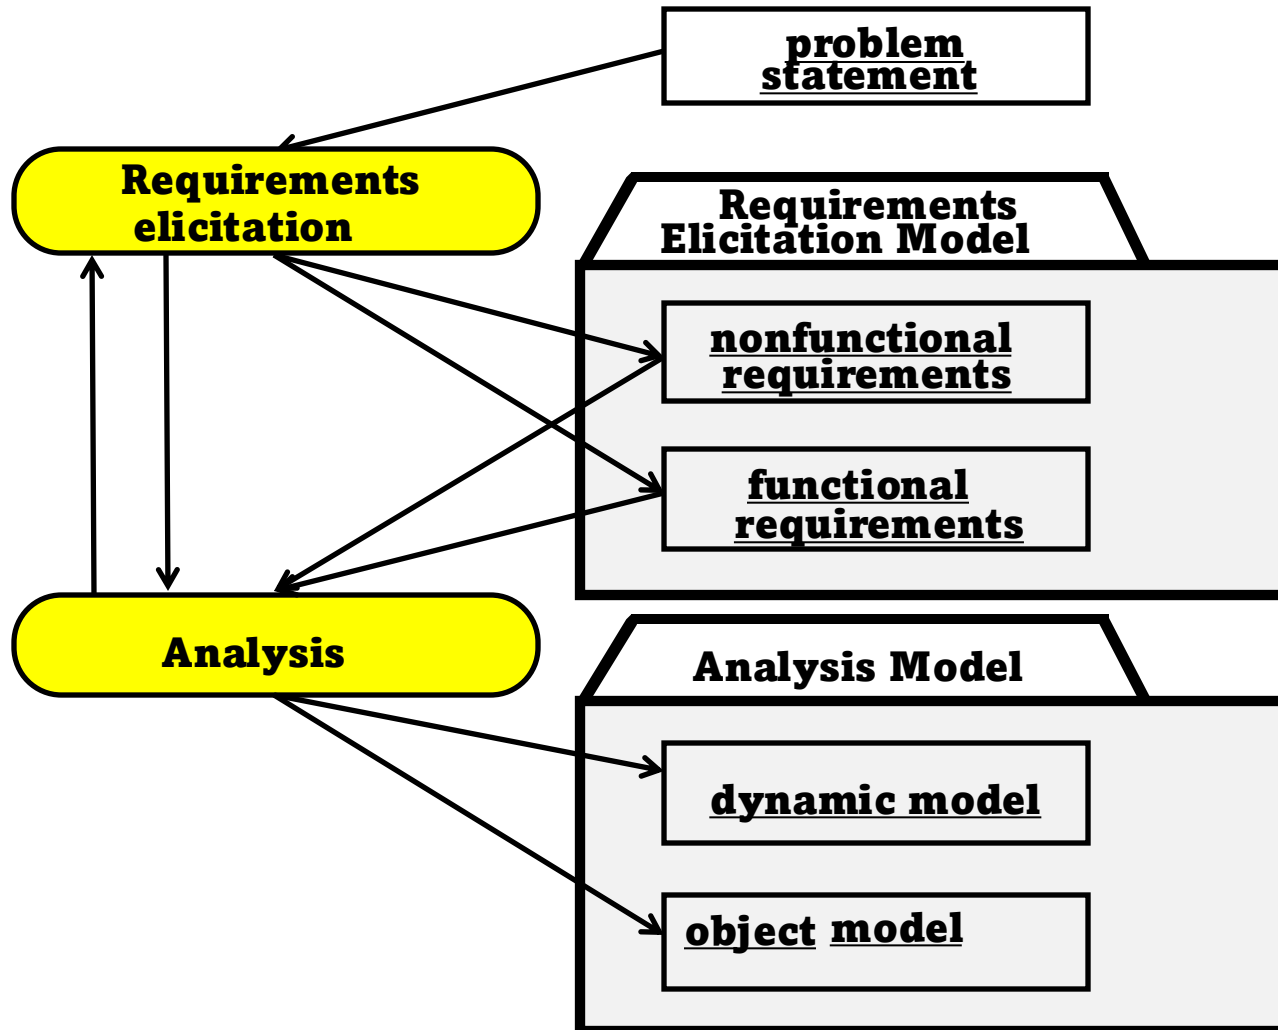 problem
statement
Requirements
elicitation
Requirements
Elicitation Model
nonfunctional
requirements
functional
requirements
Analysis
Analysis Model
dynamic model
object model